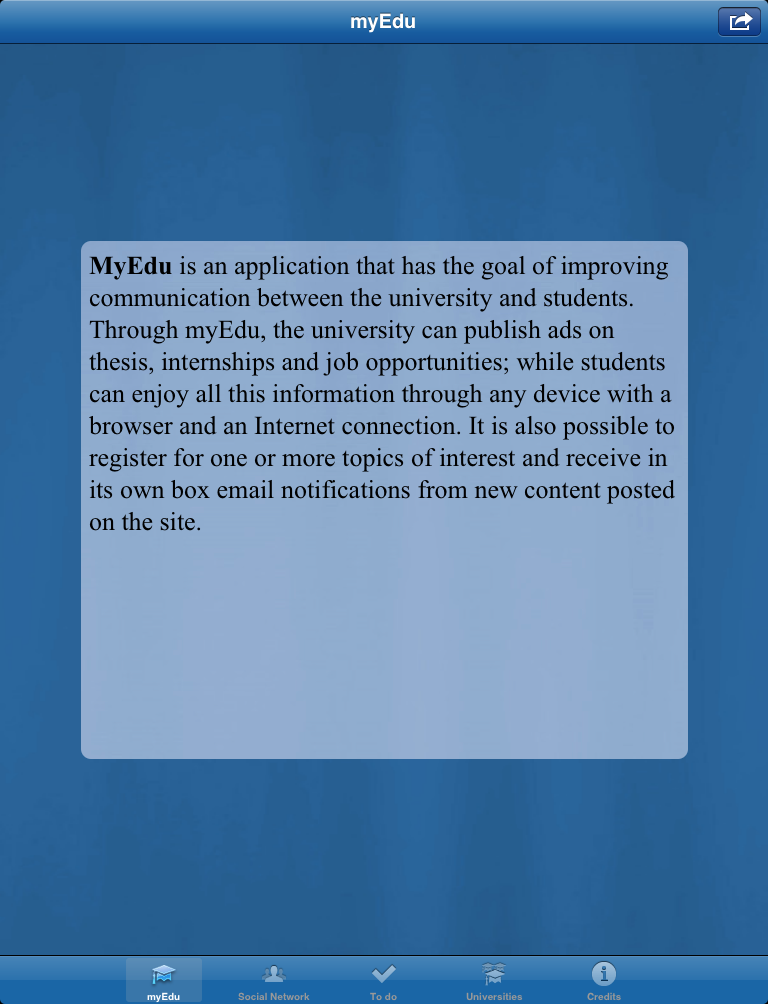 myEdu
MyEdu is an application that has the goal of improving
communication between the university and students.
Through myEdu, the university can publish ads on
thesis, internships and job opportunities; while students
can enjoy all this information through any device with a
browser and an Internet connection. It is also possible to
register for one or more topics of interest and receive in
its own box email notifications from new content posted
on the site.
myEdu Social Network To do Universities Credits